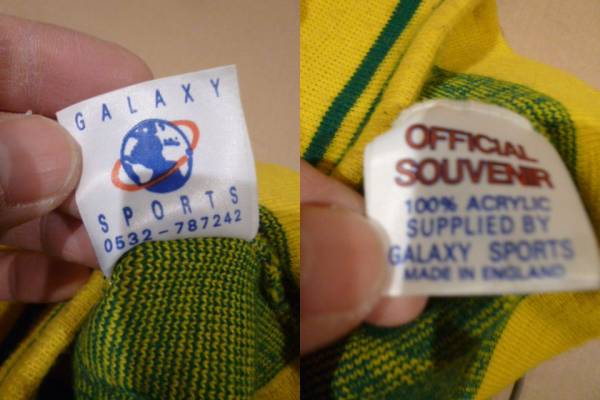 GALAXY
SPORTS
0532-787242
OFFICIAL
SOUVENIR
100% ACRYLIC
SUPPLIED BY
GALAXY SPORTS
MADE IN ENGLAND